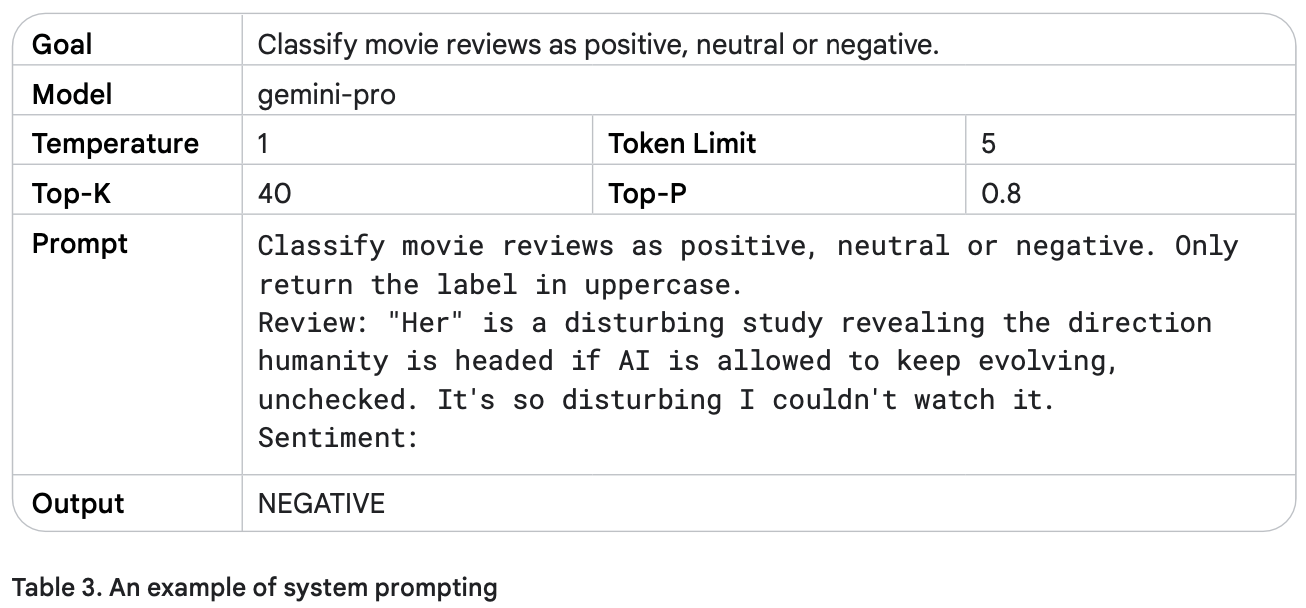 Goal Classify movie reviews as positive, neutral or negative.
Model gemini-pro
Temperature 1 Token Limit 5
Top-K 40 Top-P 0.8
Prompt Classify movie reviews as positive, neutral or negative. Only
return the label in uppercase.
Review: "Her" is a disturbing study revealing the direction
humanity is headed if AI is allowed to keep evolving,
unchecked. It's so disturbing I couldn't watch it.
Sentiment:
Output NEGATIVE
Table 3. An example of system prompting